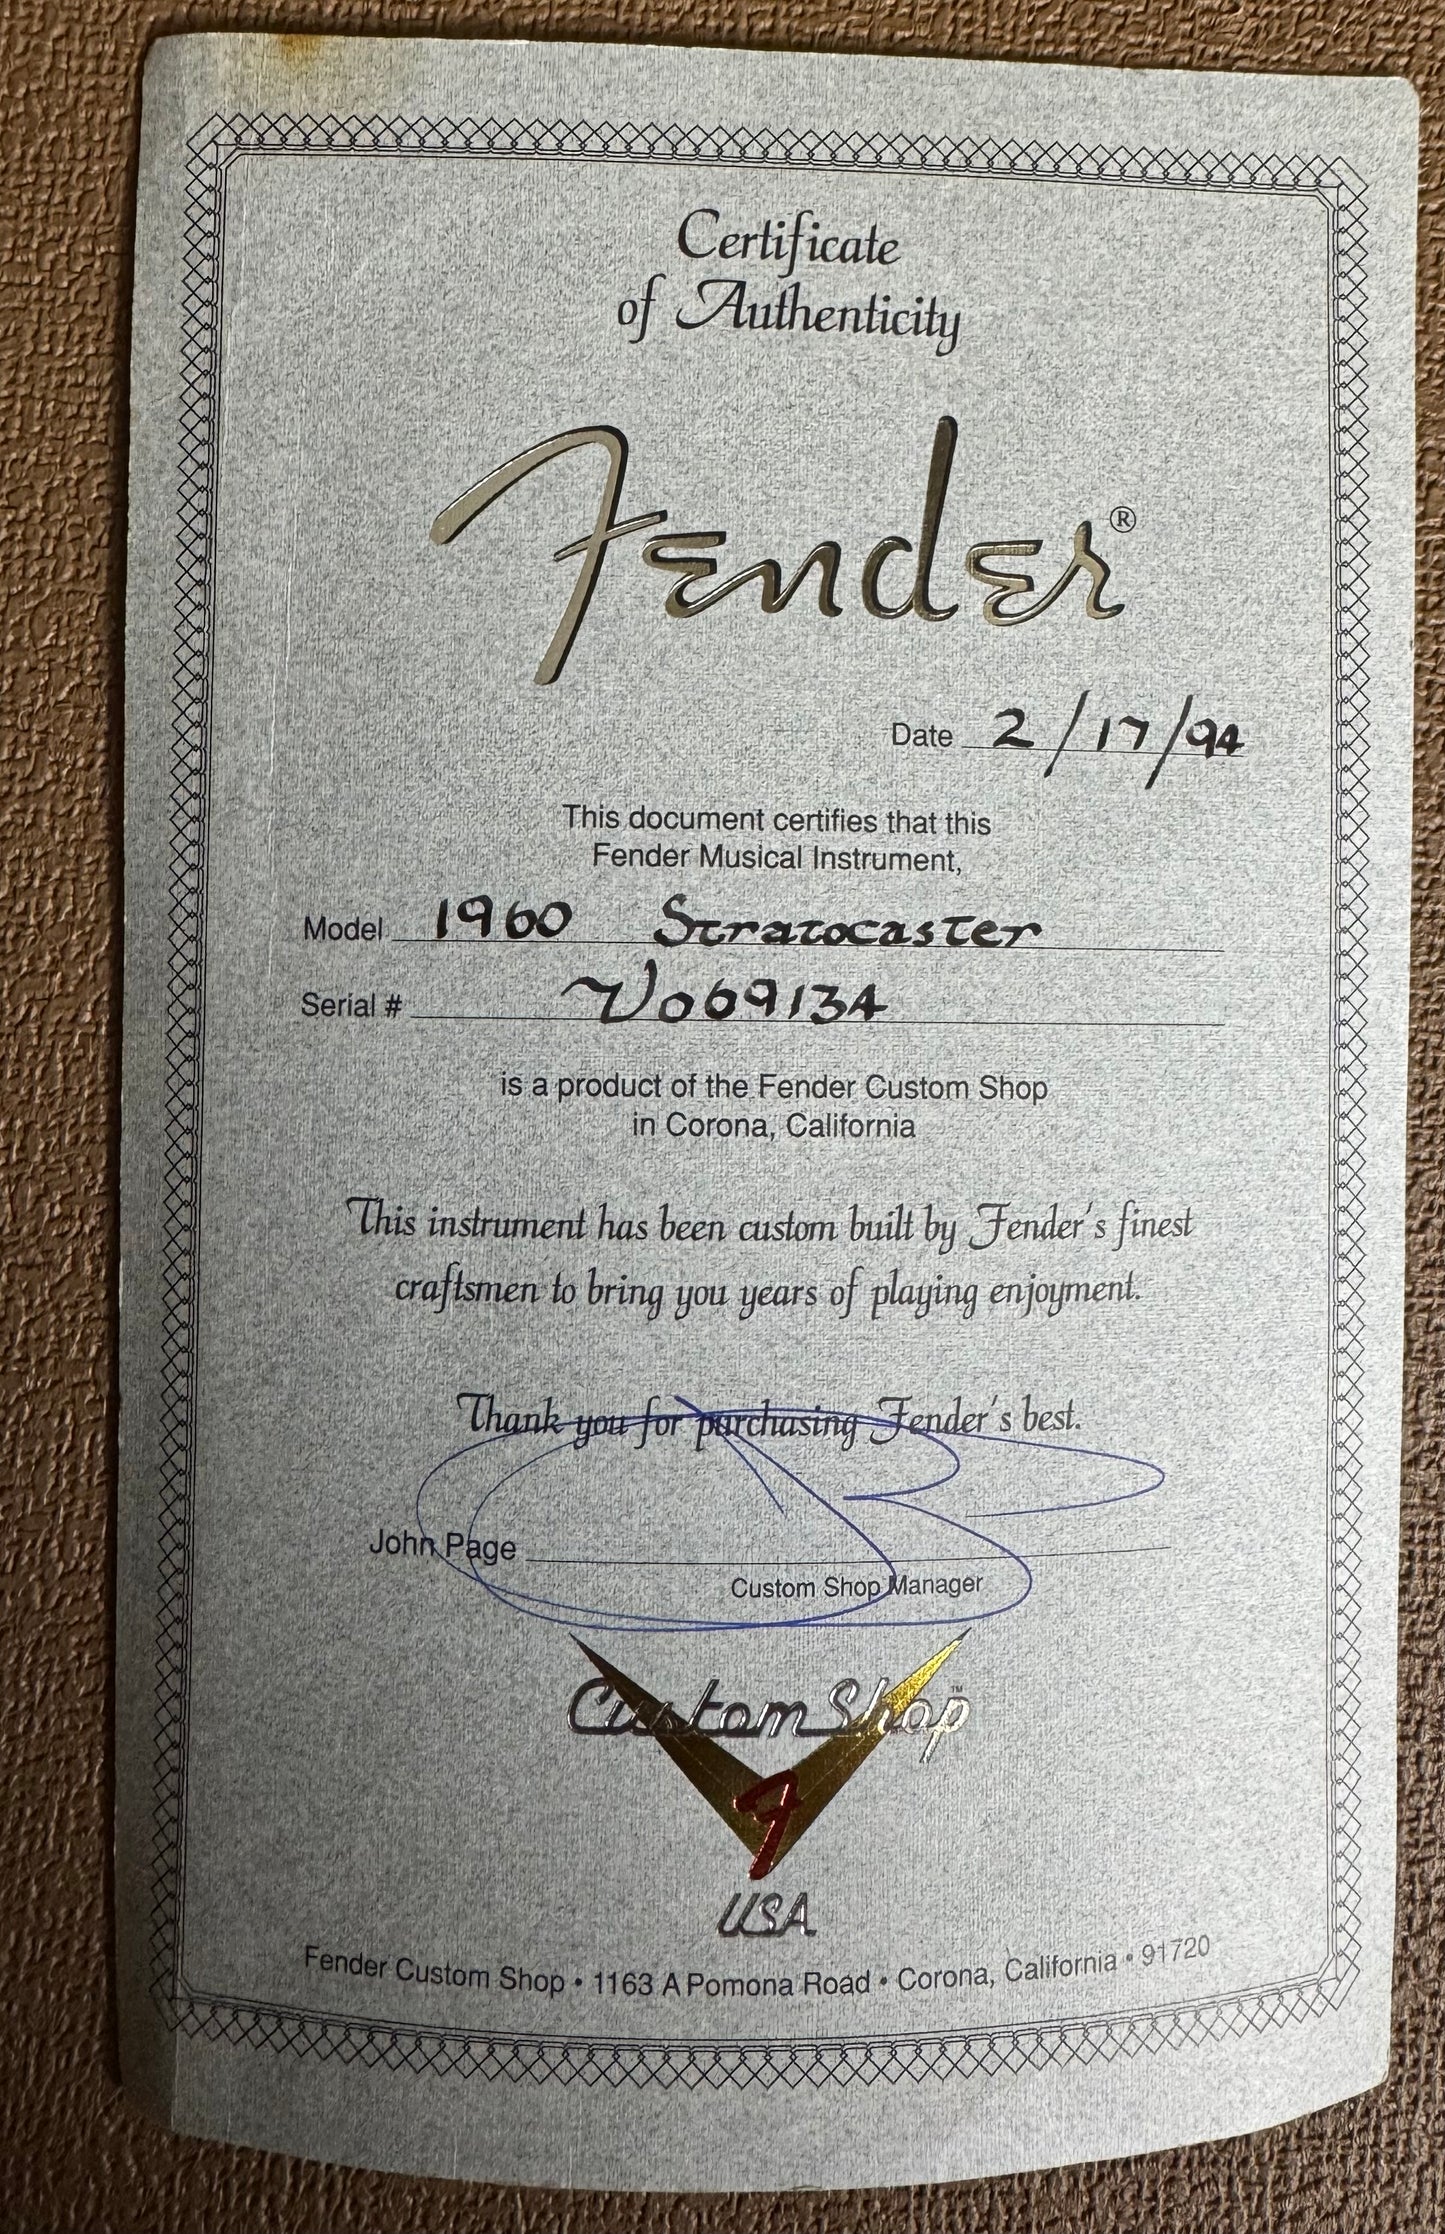 Certificate
of Authenticity
Fender®
Date 2/17/94
This document certifies that this
Fender Musical Instrument,
Model 1960 Stratocaster
Serial # V069134
is a product of the Fender Custom Shop
in Corona, California
This instrument has been custom built by Fender's finest
craftsmen to bring you years of playing enjoyment.
Thank you for purchasing Fender's best.
John Page
Custom Shop Manager
Custom Shop™
F
USA
Fender Custom Shop • 1163 A Pomona Road • Corona, California • 91720